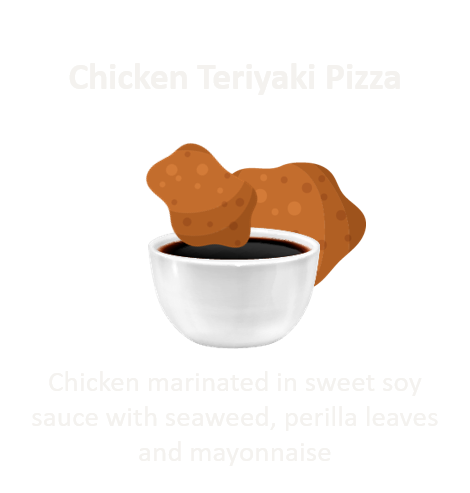 Chicken Teriyaki Pizza
Chicken marinated in sweet soy
sauce with seaweed, perilla leaves
and mayonnaise